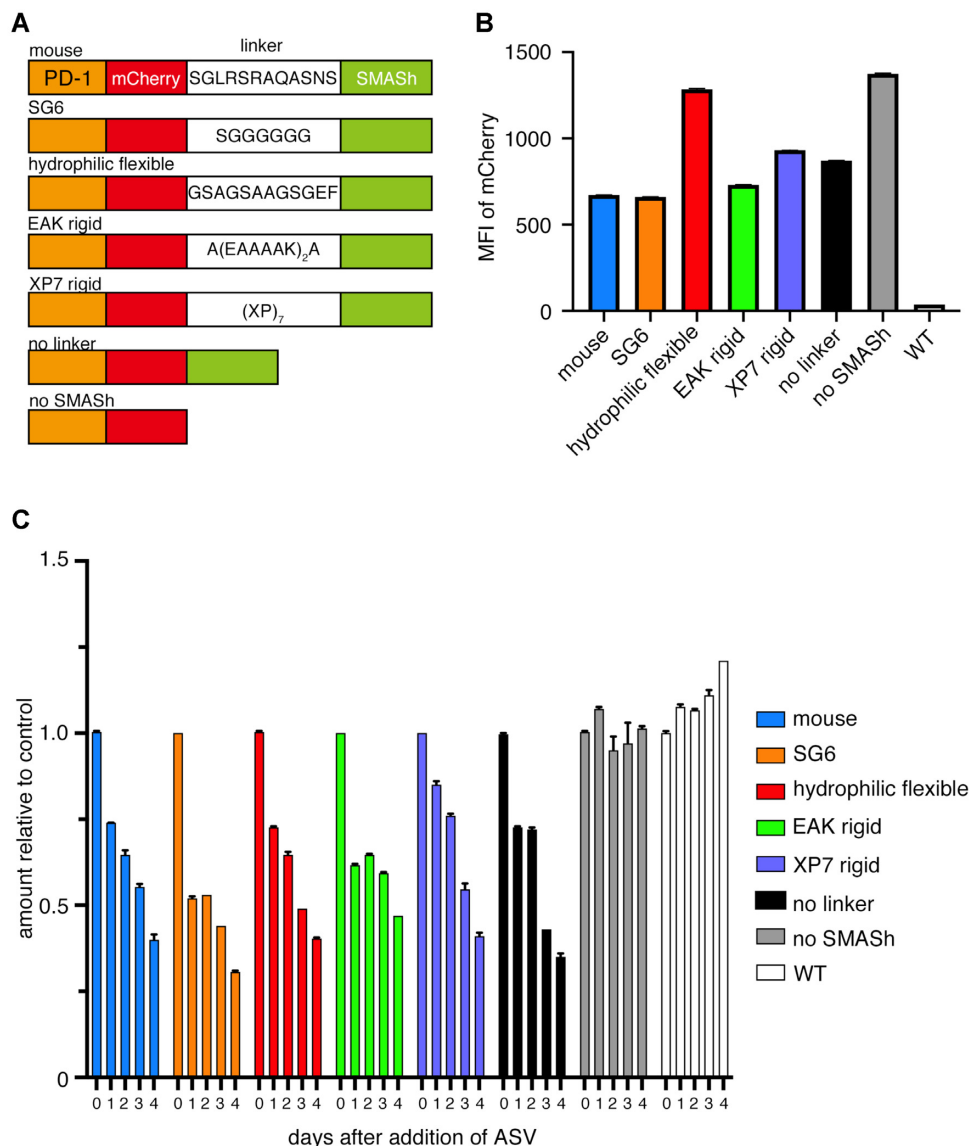 A
mouse
linker
PD-1 mCherry SGLRSRAQASNS SMASh
SG6
SGGGGGG
hydrophilic flexible
GSAGSAAGSGEF
EAK rigid
A(EAAAAK)2A
XP7 rigid
(XP)7
no linker
no SMASh
B
MFI of mCherry
1500
1000
500
0
mouse
SG6
hydrophilic flexible
EAK rigid
XP7 rigid
no linker
no SMASh
WT
C
amount relative to control
1.5
1.0
0.5
0
0 1 2 3 4 0 1 2 3 4 0 1 2 3 4 0 1 2 3 4 0 1 2 3 4 0 1 2 3 4 0 1 2 3 4 0 1 2 3 4
days after addition of ASV
mouse
SG6
hydrophilic flexible
EAK rigid
XP7 rigid
no linker
no SMASh
WT